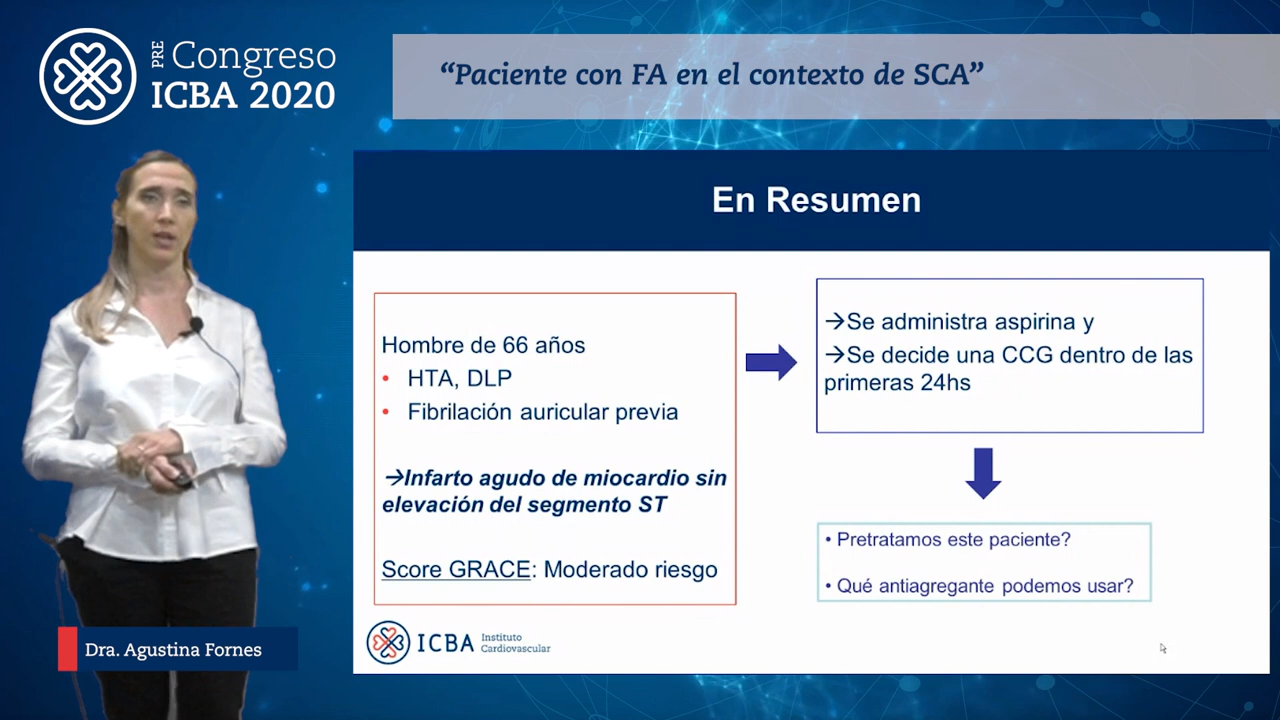 PRE Congreso
ICBA 2020
“Paciente con FA en el contexto de SCA”
En Resumen
Hombre de 66 años
• HTA, DLP
• Fibrilación auricular previa
→Infarto agudo de miocardio sin
elevación del segmento ST
Score GRACE: Moderado riesgo
→Se administra aspirina y
→Se decide una CCG dentro de las
primeras 24hs
• Pretratamos este paciente?
• Qué antiagregante podemos usar?
ICBA Instituto
Cardiovascular
Dra. Agustina Fornes